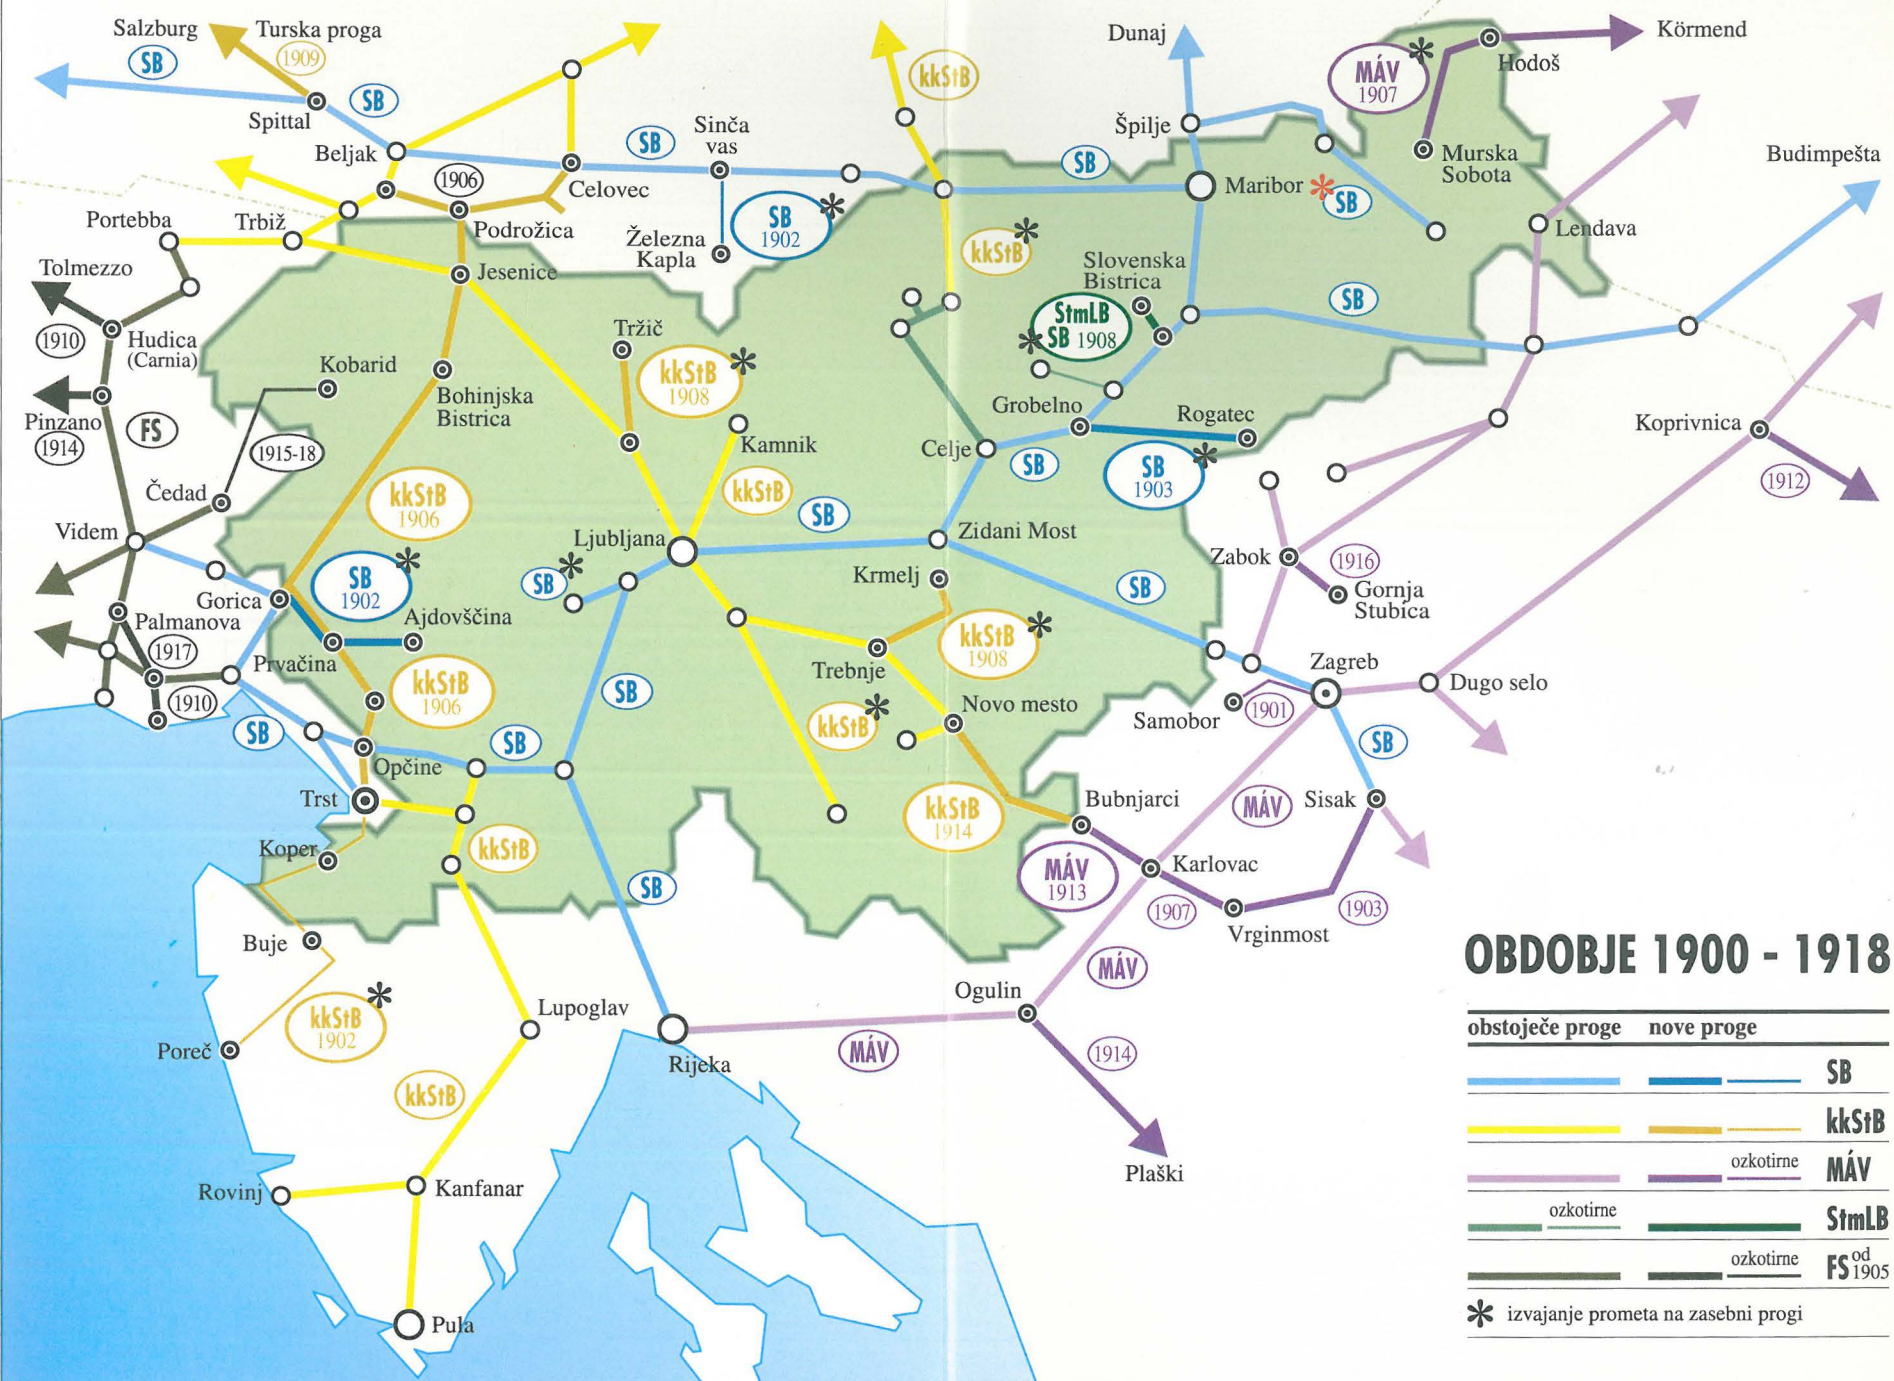 Salzburg
Turska proga
1909
SB
SB
Spittal
Beljak
kkStB
Dunaj
Špilje
MÁV
1907
Hodoš
Körmend
Murska
Sobota
Budimpešta
Sinča
vas
SB
Celovec
1906
Podrožica
SB
Maribor
SB
Lendava
Portebba
Trbiž
Tolmezzo
Jesenice
Železna
Kapla
SB
1902
kkStB
Slovenska
Bistrica
StmLB
SB 1908
SB
1910
Hudica
(Carnia)
Kobarid
Tržič
kkStB
1908
Bohinjska
Bistrica
Pinzano
1914
FS
1915-18
Kamnik
kkStB
Grobelno
Rogatec
Celje
SB
SB
1903
Koprivnica
1912
Čedad
kkStB
1906
Videm
Ljubljana
SB
Zidani Most
Zabok
1916
Gornja
Stubica
SB
Krmelj
Gorica
SB
1902
SB
Ajdovščina
Palmanova
1917
Prvačina
kkStB
1908
Trebnje
Zagreb
Dugo selo
Samobor
1901
1910
kkStB
1906
SB
kkStB
Novo mesto
SB
SB
SB
Opčine
Trst
kkStB
Koper
kkStB
1914
Bubnjarci
MÁV
Sisak
MÁV
1913
Karlovac
SB
1907
1903
Vrginmost
Buje
MÁV
kkStB
1902
Poreč
Lupoglav
Ogulin
Rijeka
MÁV
1914
Plaški
kkStB
Rovinj
Kanfanar
Pula
OBDOBJE 1900 - 1918
obstoječe proge nove proge
SB
kkStB
ozkotirne
MÁV
ozkotirne
StmLB
ozkotirne
FS od 1905
* izvajanje prometa na zasebni progi